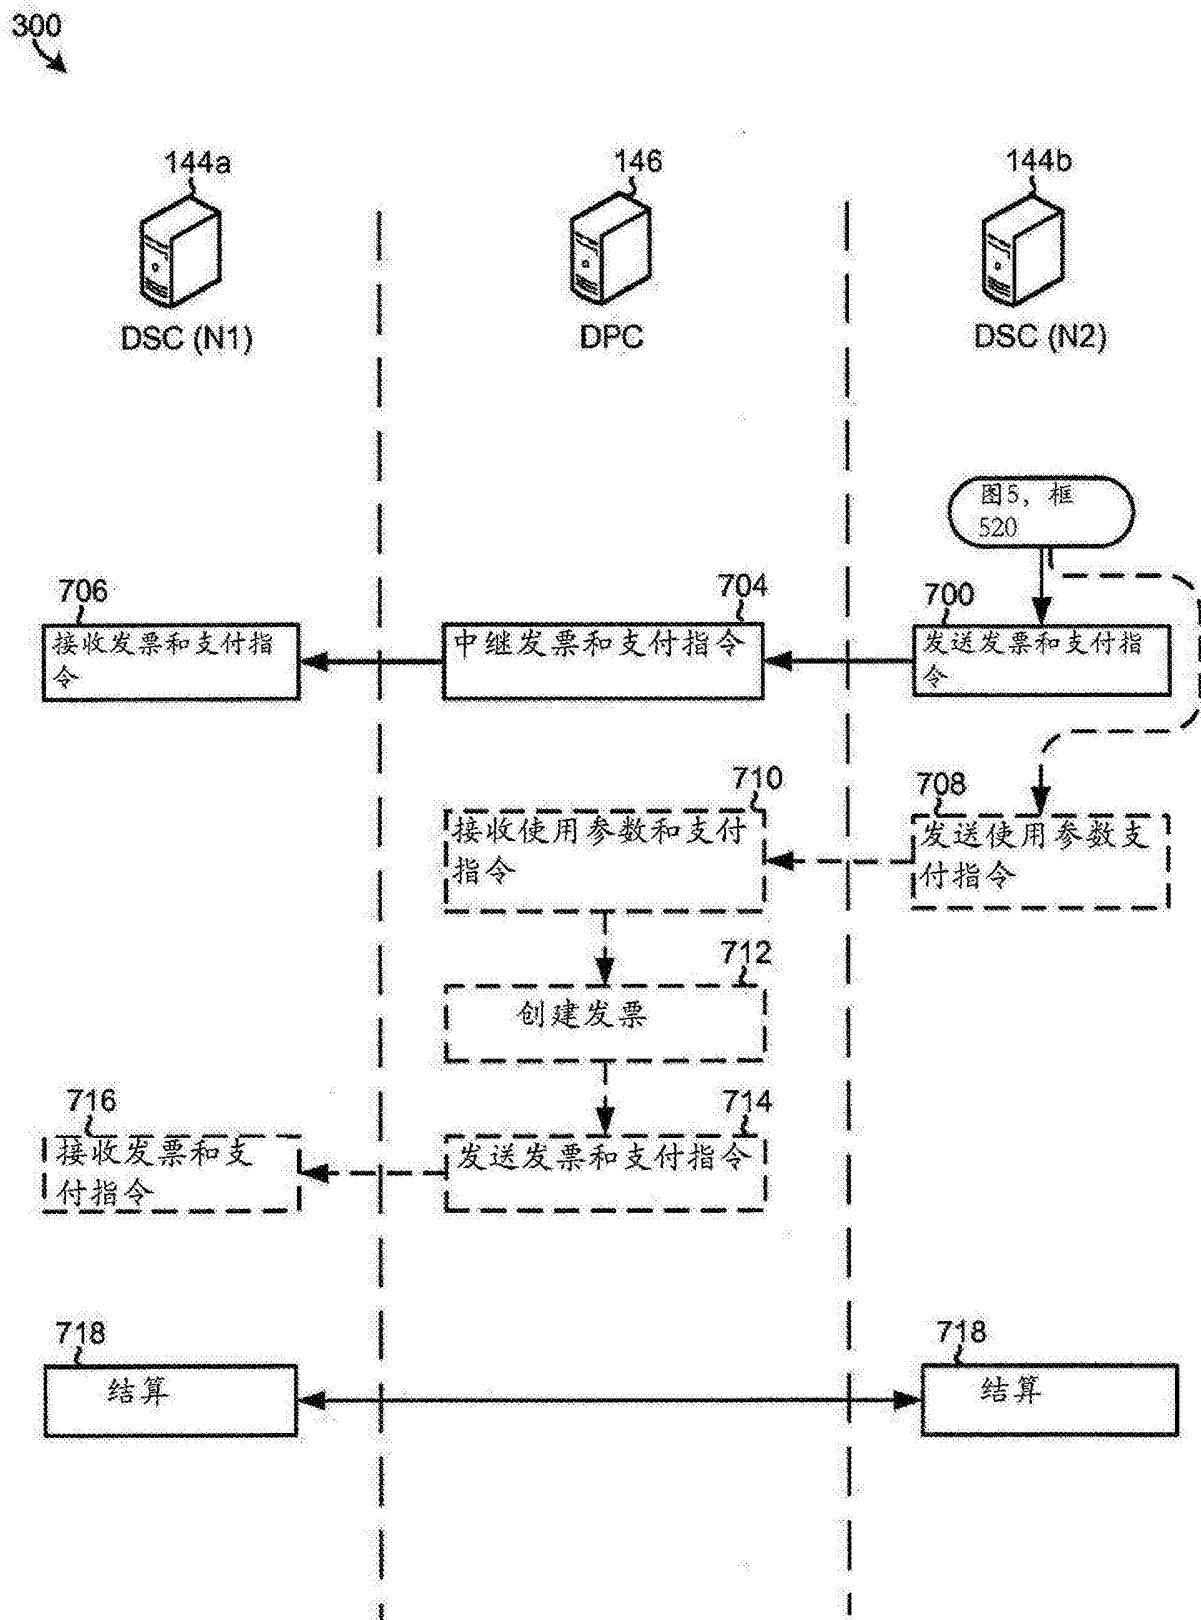 300
144a
146
144b
DSC (N1)
DPC
DSC (N2)
图5, 框
520
706
704
700
接收发票和支付指
令
中继发票和支付指令
发送发票和支付指
令
710
708
接收使用参数和支付
指令
发送使用参数支
付指令
712
创建发票
716
714
接收发票和支
付指令
发送发票和支付指令
718
718
结算
结算